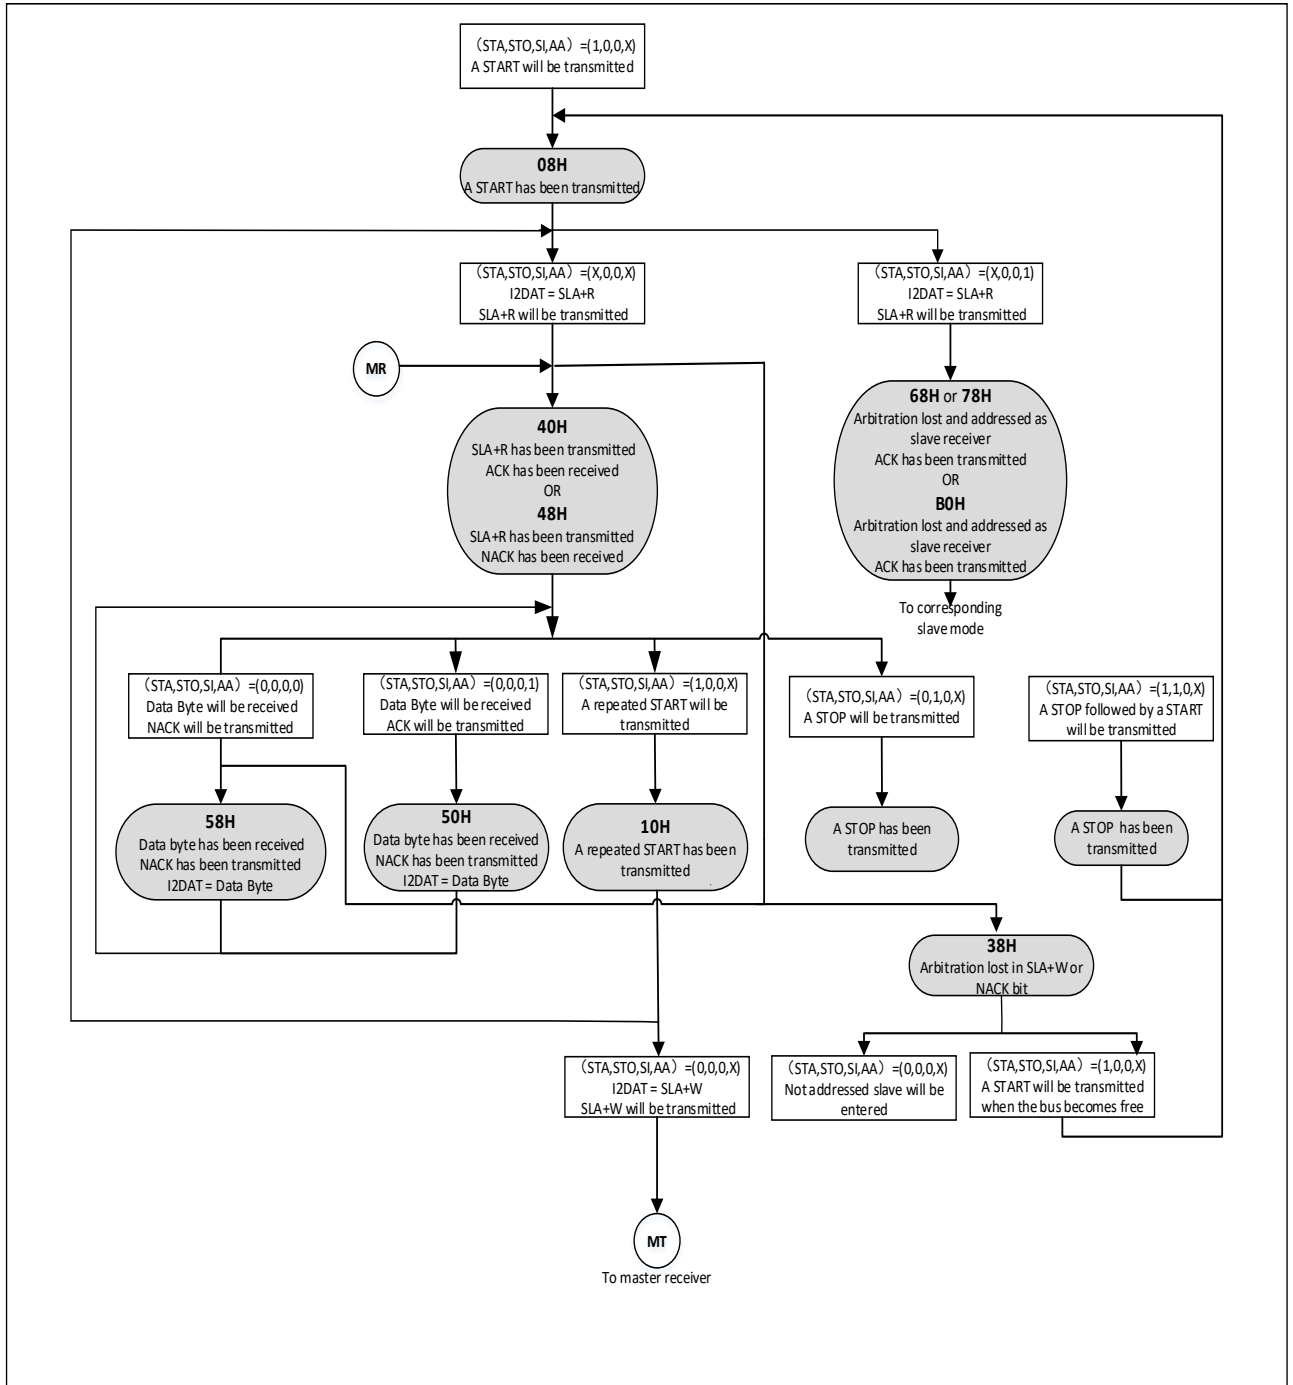 （STA,STO,SI,AA）=(1,0,0,X)
A START will be transmitted
08H
A START has been transmitted
（STA,STO,SI,AA）=(X,0,0,X)
I2DAT = SLA+R
SLA+R will be transmitted
（STA,STO,SI,AA）=(X,0,0,1)
I2DAT = SLA+R
SLA+R will be transmitted
MR
40H
SLA+R has been transmitted
ACK has been received
OR
48H
SLA+R has been transmitted
NACK has been received
68H or 78H
Arbitration lost and addressed as
slave receiver
ACK has been transmitted
OR
B0H
Arbitration lost and addressed as
slave receiver
ACK has been transmitted
To corresponding
slave mode
（STA,STO,SI,AA）=(0,0,0,0)
Data Byte will be received
NACK will be transmitted
（STA,STO,SI,AA）=(0,0,0,1)
Data Byte will be received
ACK will be transmitted
（STA,STO,SI,AA）=(1,0,0,X)
A repeated START will be
transmitted
（STA,STO,SI,AA）=(0,1,0,X)
A STOP will be transmitted
（STA,STO,SI,AA）=(1,1,0,X)
A STOP followed by a START
will be transmitted
58H
Data byte has been received
NACK has been transmitted
I2DAT = Data Byte
50H
Data byte has been received
NACK has been transmitted
I2DAT = Data Byte
10H
A repeated START has been
transmitted
A STOP has been
transmitted
A STOP has been
transmitted
38H
Arbitration lost in SLA+W or
NACK bit
（STA,STO,SI,AA）=(0,0,0,X)
I2DAT = SLA+W
SLA+W will be transmitted
（STA,STO,SI,AA）=(0,0,0,X)
Not addressed slave will be
entered
（STA,STO,SI,AA）=(1,0,0,X)
A START will be transmitted
when the bus becomes free
MT
To master receiver